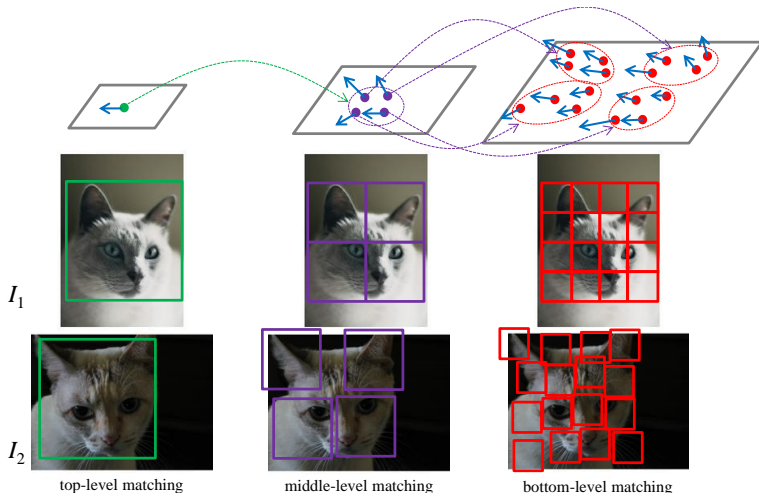 I1
I2
top-level matching
middle-level matching
bottom-level matching